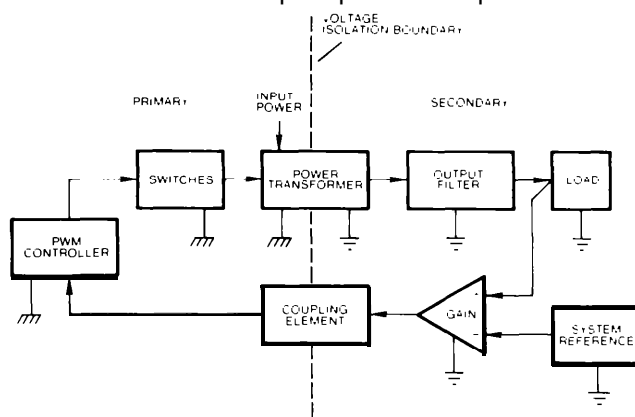 VOLTAGE
ISOLATION BOUNDARY
PRIMARY
INPUT
POWER
SECONDARY
SWITCHES
POWER
TRANSFORMER
OUTPUT
FILTER
LOAD
PWM
CONTROLLER
COUPLING
ELEMENT
GAIN
SYSTEM
REFERENCE